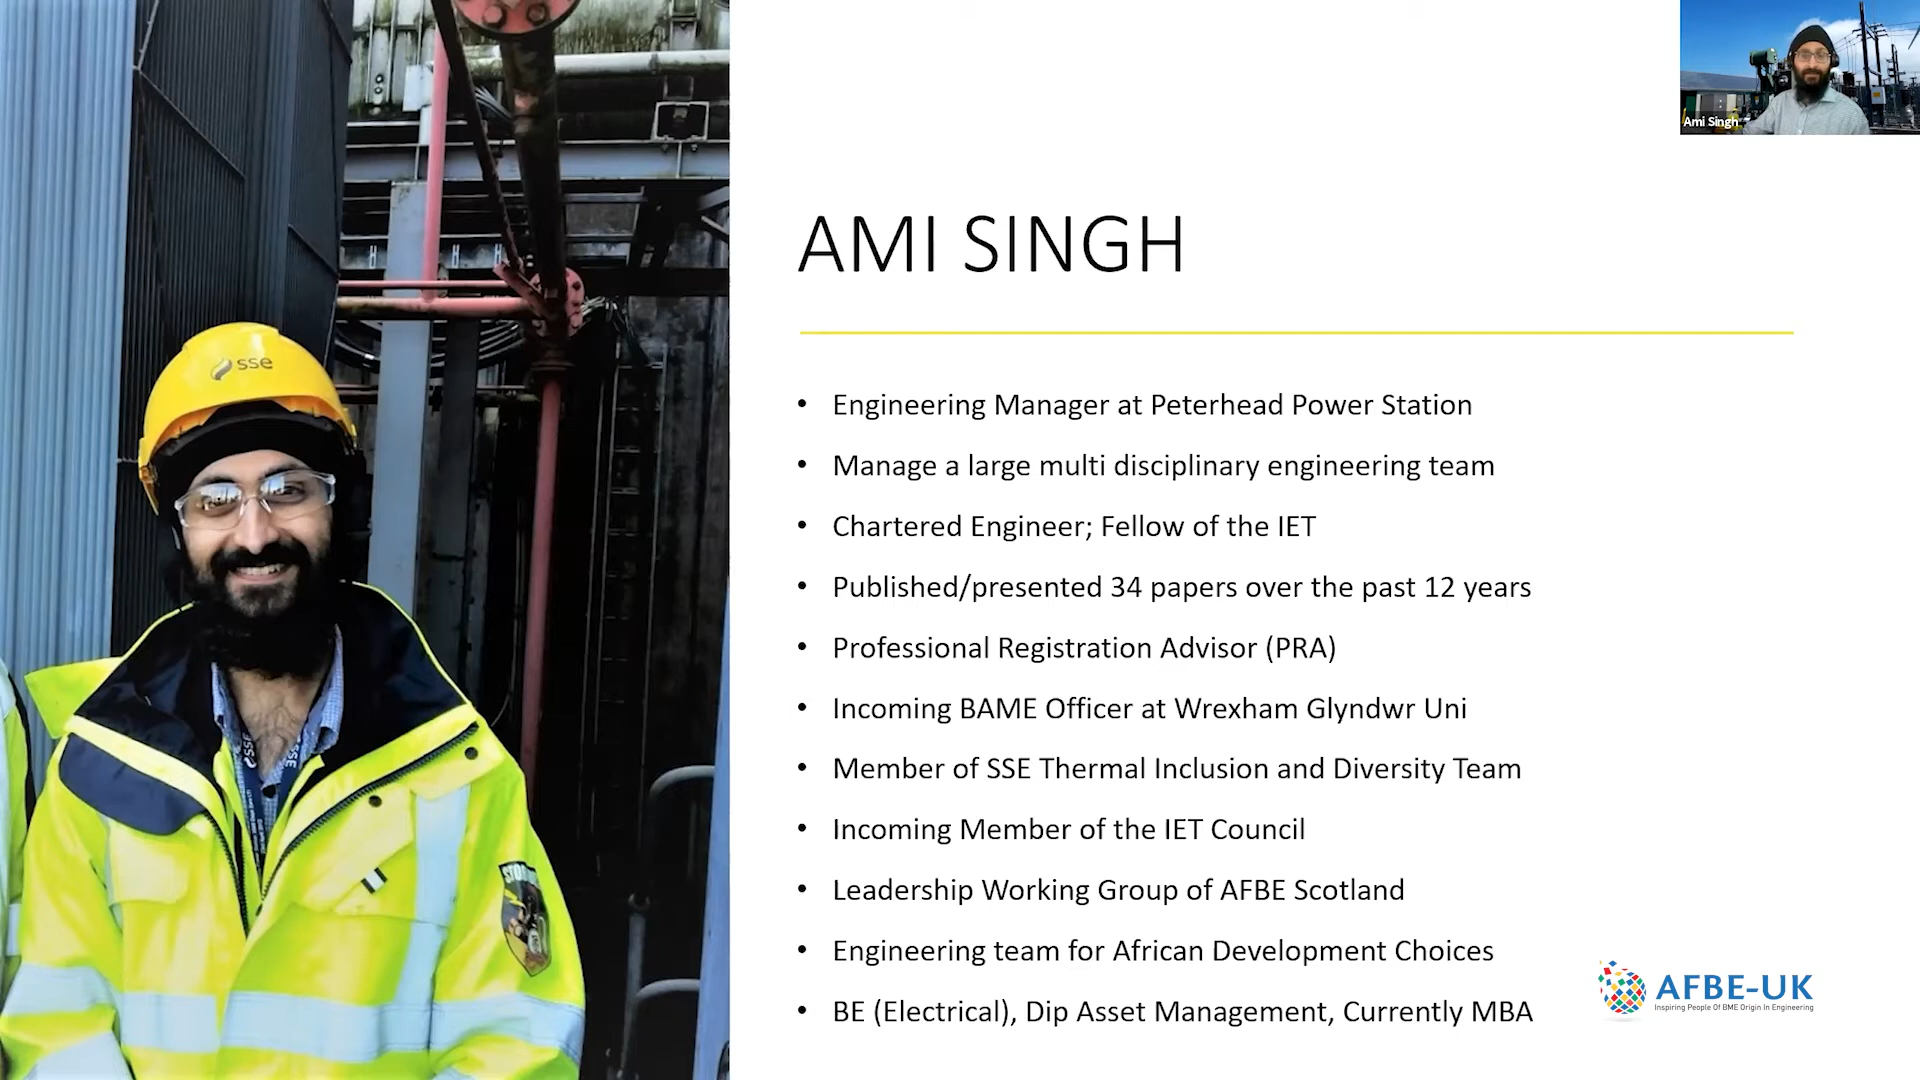 Ami Singh
AMI SINGH
sse
• Engineering Manager at Peterhead Power Station
• Manage a large multi disciplinary engineering team
• Chartered Engineer; Fellow of the IET
• Published/presented 34 papers over the past 12 years
• Professional Registration Advisor (PRA)
• Incoming BAME Officer at Wrexham Glyndwr Uni
• Member of SSE Thermal Inclusion and Diversity Team
• Incoming Member of the IET Council
• Leadership Working Group of AFBE Scotland
• Engineering team for African Development Choices
• BE (Electrical), Dip Asset Management, Currently MBA
AFBE-UK
Inspiring People Of BME Origin In Engineering
sse
sse